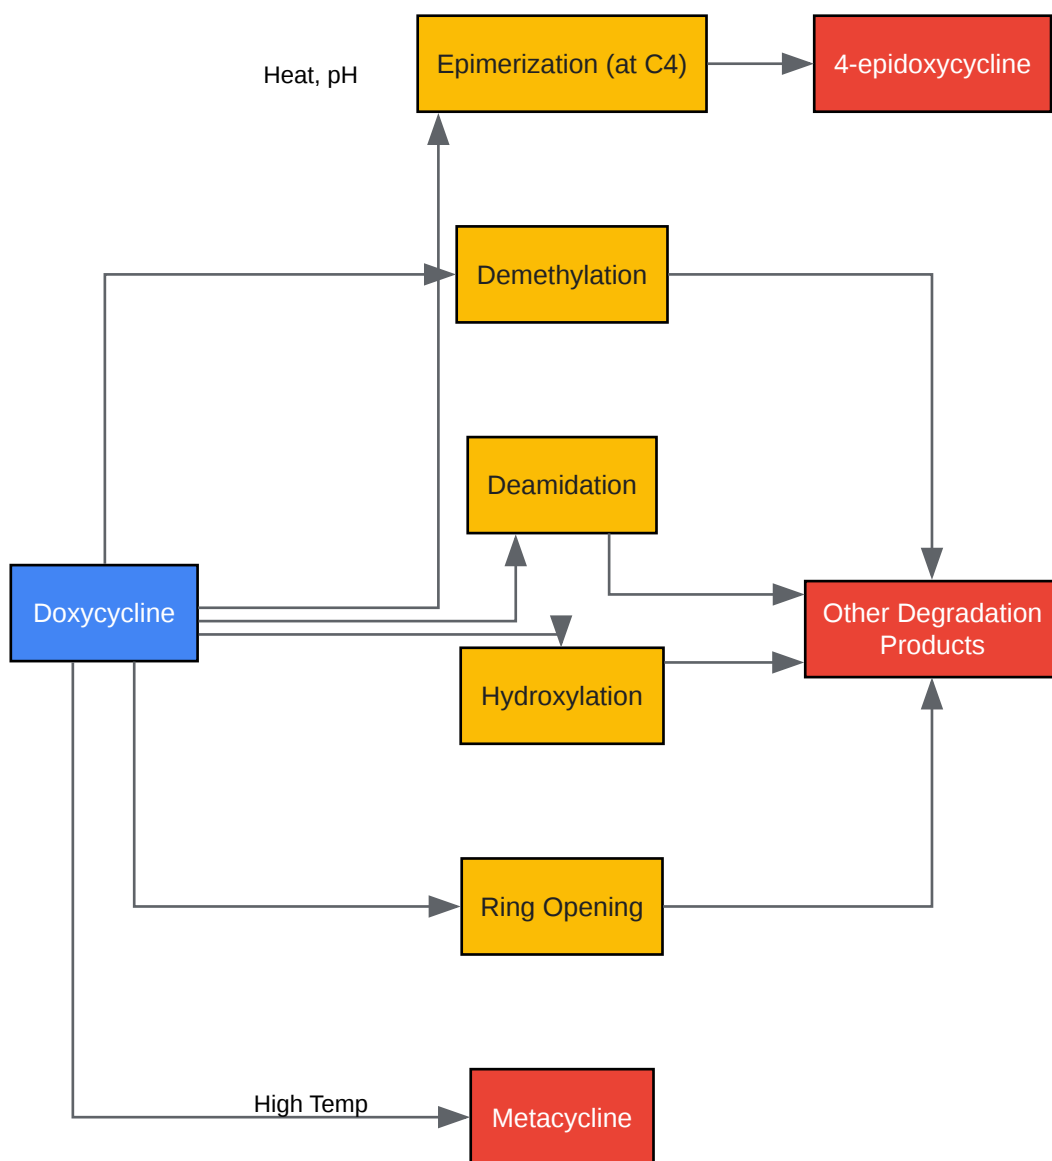 Heat, pH
Epimerization (at C4)
4-epidoxycycline
Demethylation
Deamidation
Doxycycline
Other Degradation
Products
Hydroxylation
Ring Opening
High Temp
Metacycline